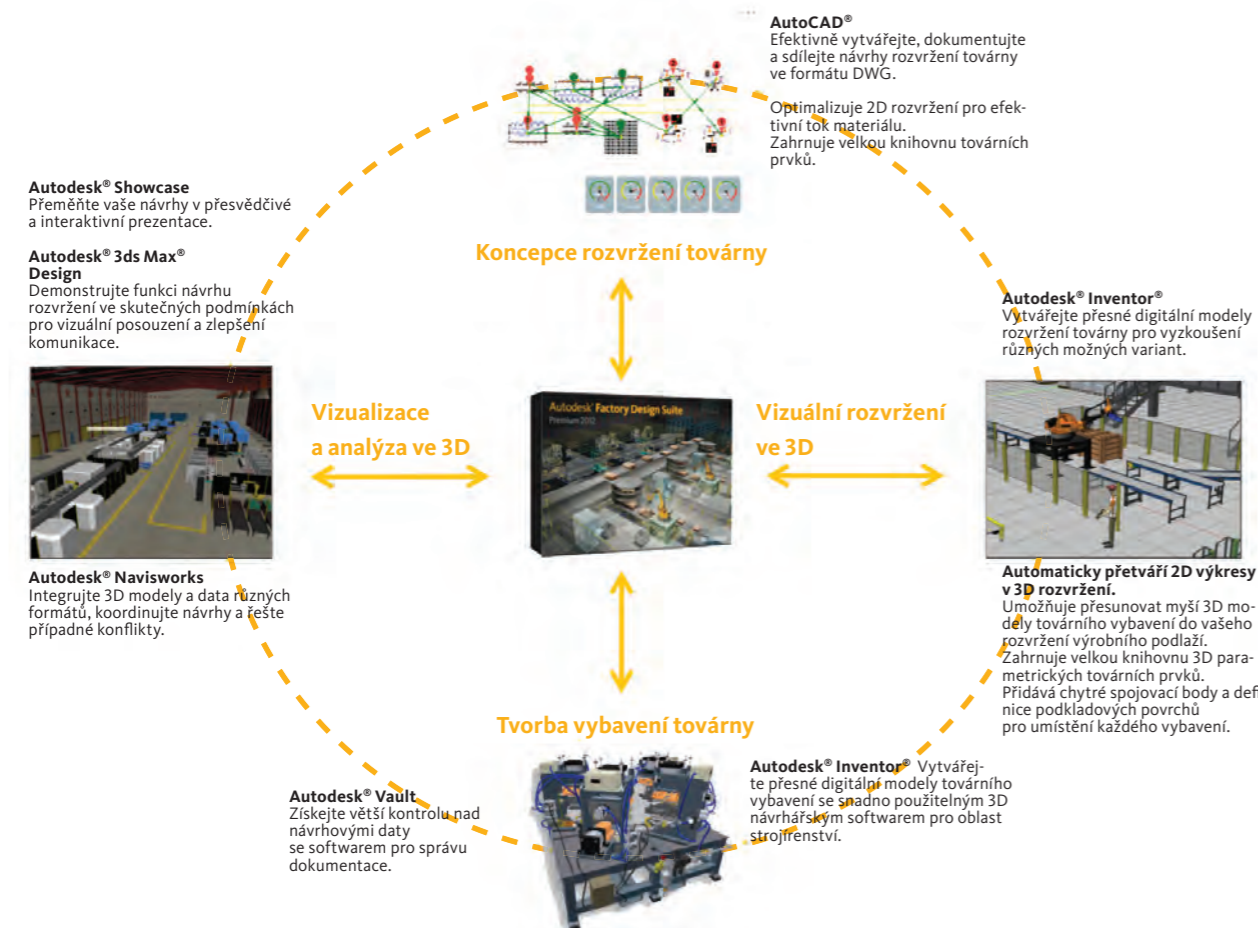 AutoCAD®
Efektivně vytvářejte, dokumentujte
a sdílejte návrhy rozvržení továrny
ve formátu DWG.
Optimalizuje 2D rozvržení pro efek-
tivní tok materiálu.
Zahrnuje velkou knihovnu továrních
prvků.
Autodesk® Showcase
Přeměňte vaše návrhy v přesvědčivé
a interaktivní prezentace.
Autodesk® 3ds Max®
Design
Demonstrujte funkci návrhu
rozvržení ve skutečných podmínkách
pro vizuální posouzení a zlepšení
komunikace.
Koncepce rozvržení továrny
Autodesk® Inventor®
Vytvářejte přesné digitální modely
rozvržení továrny pro vyzkoušení
různých možných variant.
Vizualizace
a analýza ve 3D
Autodesk® Factory Design Suite
Premium 2012
Vizuální rozvržení
ve 3D
Autodesk® Navisworks
Integrujte 3D modely a data různých
formátů, koordinujte návrhy a řešte
případné konflikty.
Automaticky přetváří 2D výkresy
v 3D rozvržení.
Umožňuje přesunovat myší 3D mo-
dely továrního vybavení do vašeho
rozvržení výrobního podlaží.
Zahrnuje velkou knihovnu 3D para-
metrických továrních prvků.
Přidává chytré spojovací body a defi
nice podkladových povrchů
pro umístění každého vybavení.
Tvorba vybavení továrny
Autodesk® Vault
Získejte větší kontrolu nad
návrhovými daty
se softwarem pro správu
dokumentace.
Autodesk® Inventor® Vytvářej-
te přesné digitální modely továrního
vybavení se snadno použitelným 3D
návrhářským softwarem pro oblast
strojírenství.